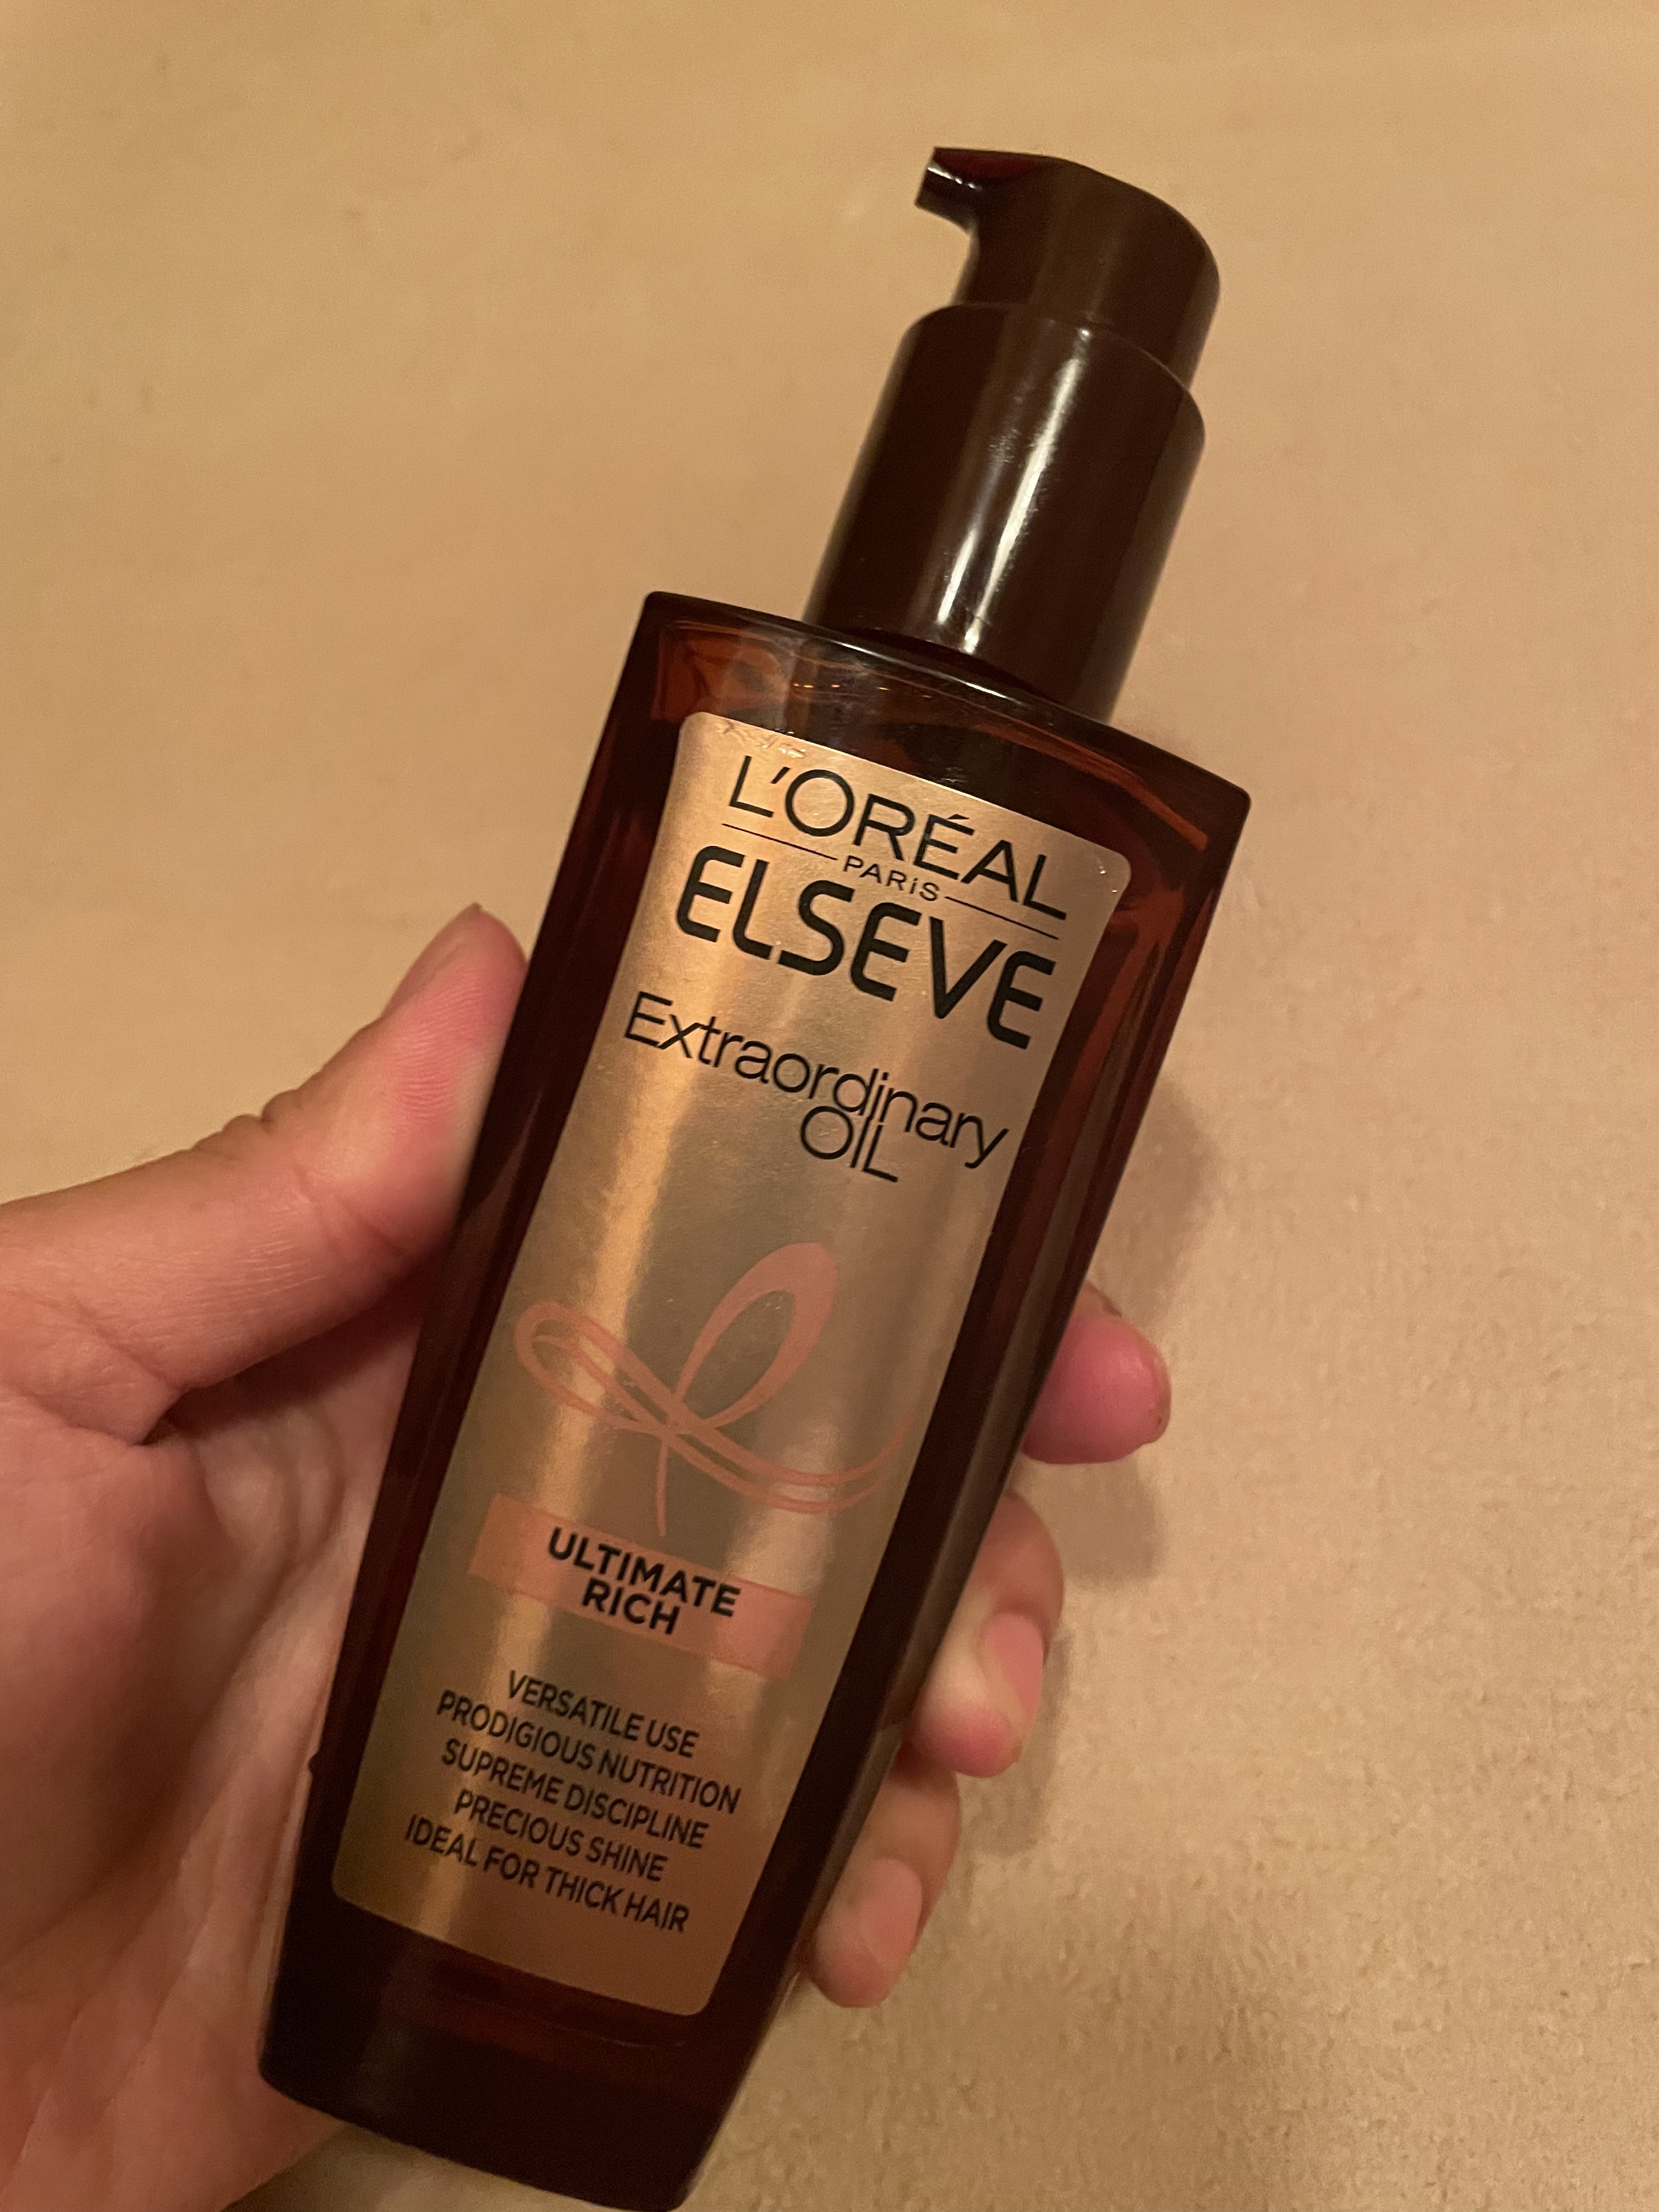 L'ORÉAL
PARIS
ELSEVE
Extraordinary
OIL
ULTIMATE
RICH
VERSATILE USE
PRODIGIOUS NUTRITION
SUPREME DISCIPLINE
PRECIOUS SHINE
IDEAL FOR THICK HAIR